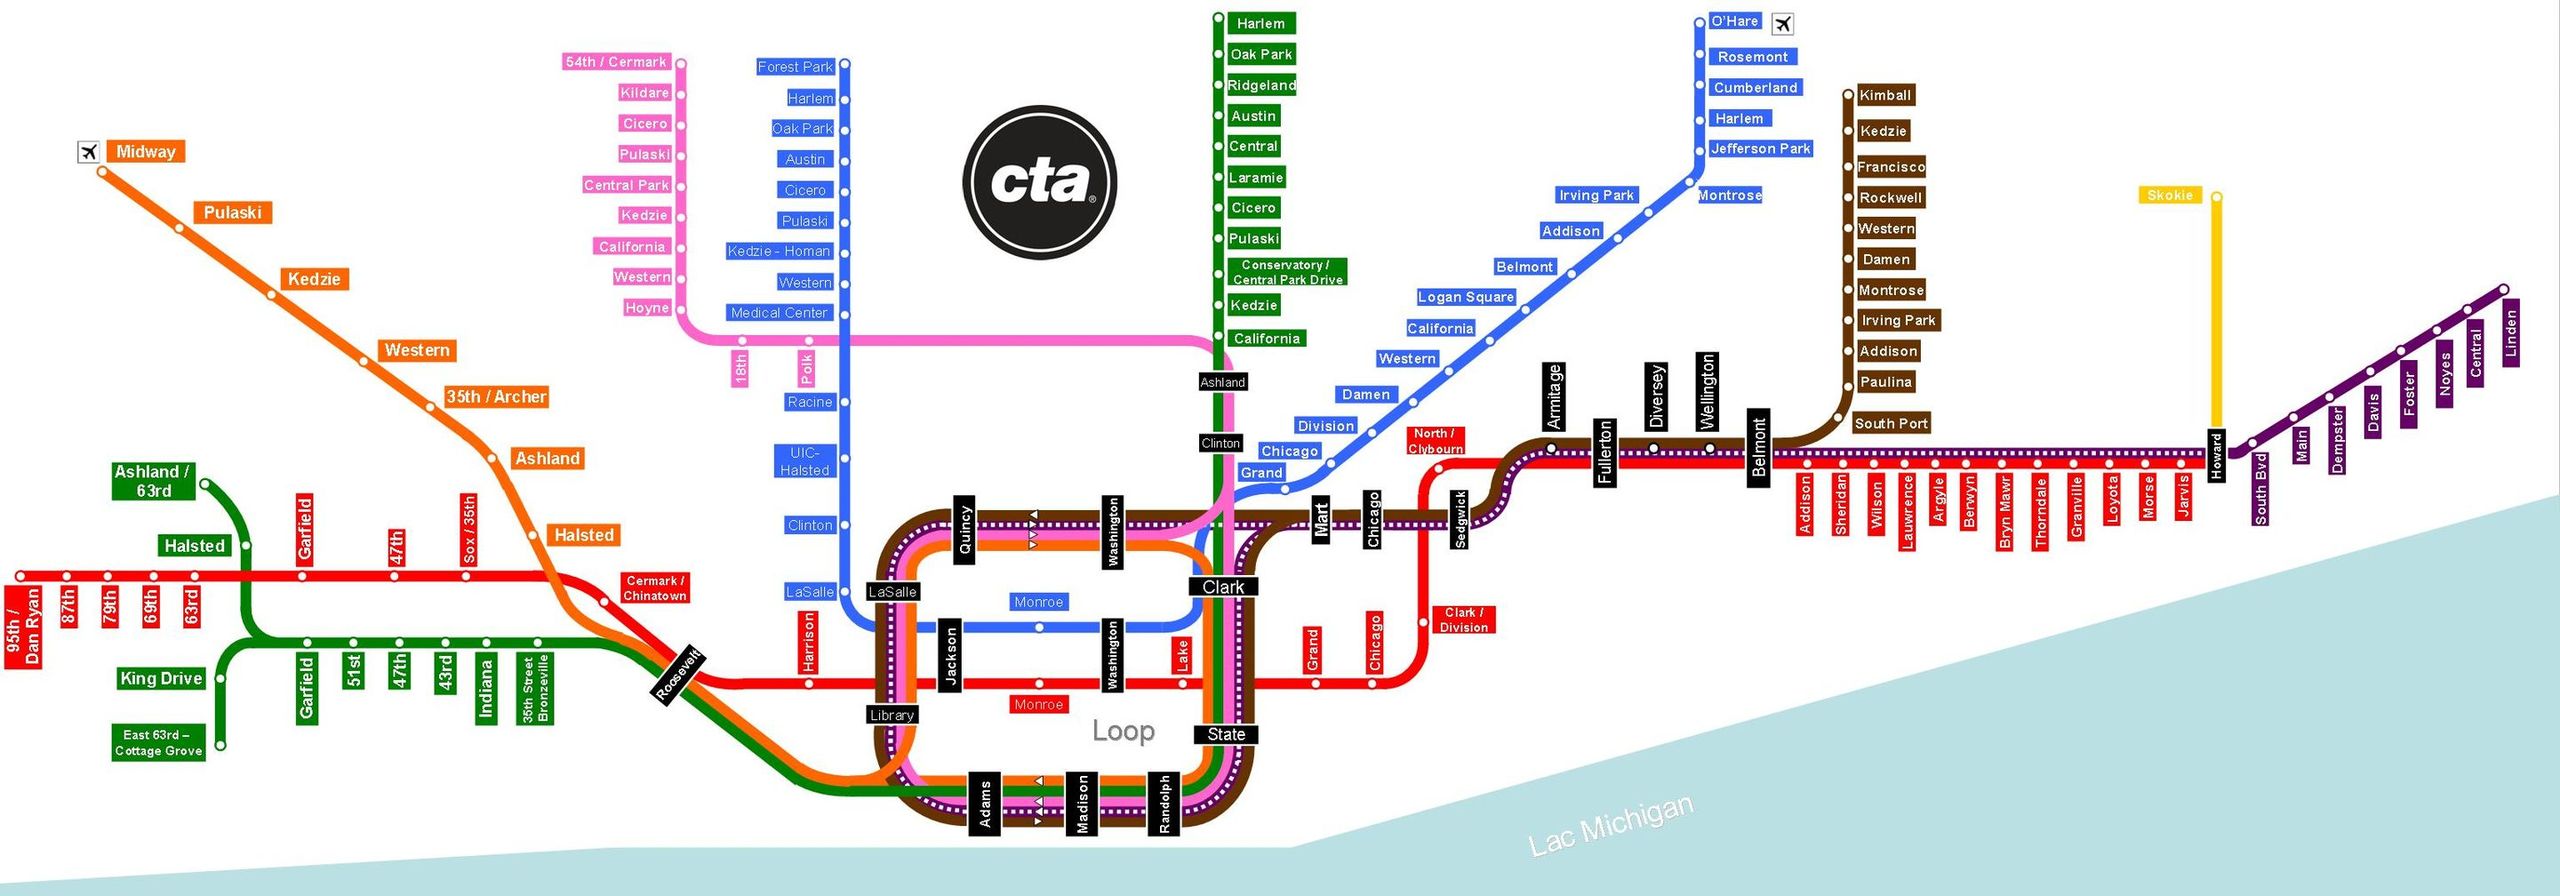 Midway
Pulaski
Kedzie
Western
35th / Archer
Ashland
Halsted
Ashland /
63rd
Halsted
King Drive
East 63rd –
Cottage Grove
Garfield
51st
47th
43rd
Indiana
35th Street
Bronzeville
95th /
Dan Ryan
87th
79th
69th
63rd
Garfield
47th
Sox / 35th
Cermark /
Chinatown
Roosevelt
Harrison
Jackson
Monroe
Washington
Lake
Grand
Chicago
Clark /
Division
North /
Clybourn
54th / Cermark
Kildare
Cicero
Pulaski
Central Park
Kedzie
California
Western
Hoyne
18th
Polk
Forest Park
Harlem
Oak Park
Austin
Cicero
Pulaski
Kedzie - Homan
Western
Medical Center
Racine
UIC-
Halsted
Clinton
LaSalle
Monroe
cta
®
Harlem
Oak Park
Ridgeland
Austin
Central
Laramie
Cicero
Pulaski
Conservatory /
Central Park Drive
Kedzie
California
Ashland
Clinton
Quincy
Washington
LaSalle
Library
Clark
State
Loop
Adams
Madison
Randolph
O'Hare
Rosemont
Cumberland
Harlem
Jefferson Park
Montrose
Irving Park
Addison
Belmont
Logan Square
California
Western
Damen
Division
Chicago
Grand
Mart
Chicago
Sedgwick
Armitage
Fullerton
Diversey
Wellington
Belmont
Kimball
Kedzie
Francisco
Rockwell
Western
Damen
Montrose
Irving Park
Addison
Paulina
South Port
Addison
Sheridan
Wilson
Lauwrence
Argyle
Berwyn
Bryn Mawr
Thorndale
Granville
Loyota
Morse
Jarvis
Howard
Skokie
South Bvd
Main
Dempster
Davis
Foster
Noyes
Central
Linden
Lac Michigan